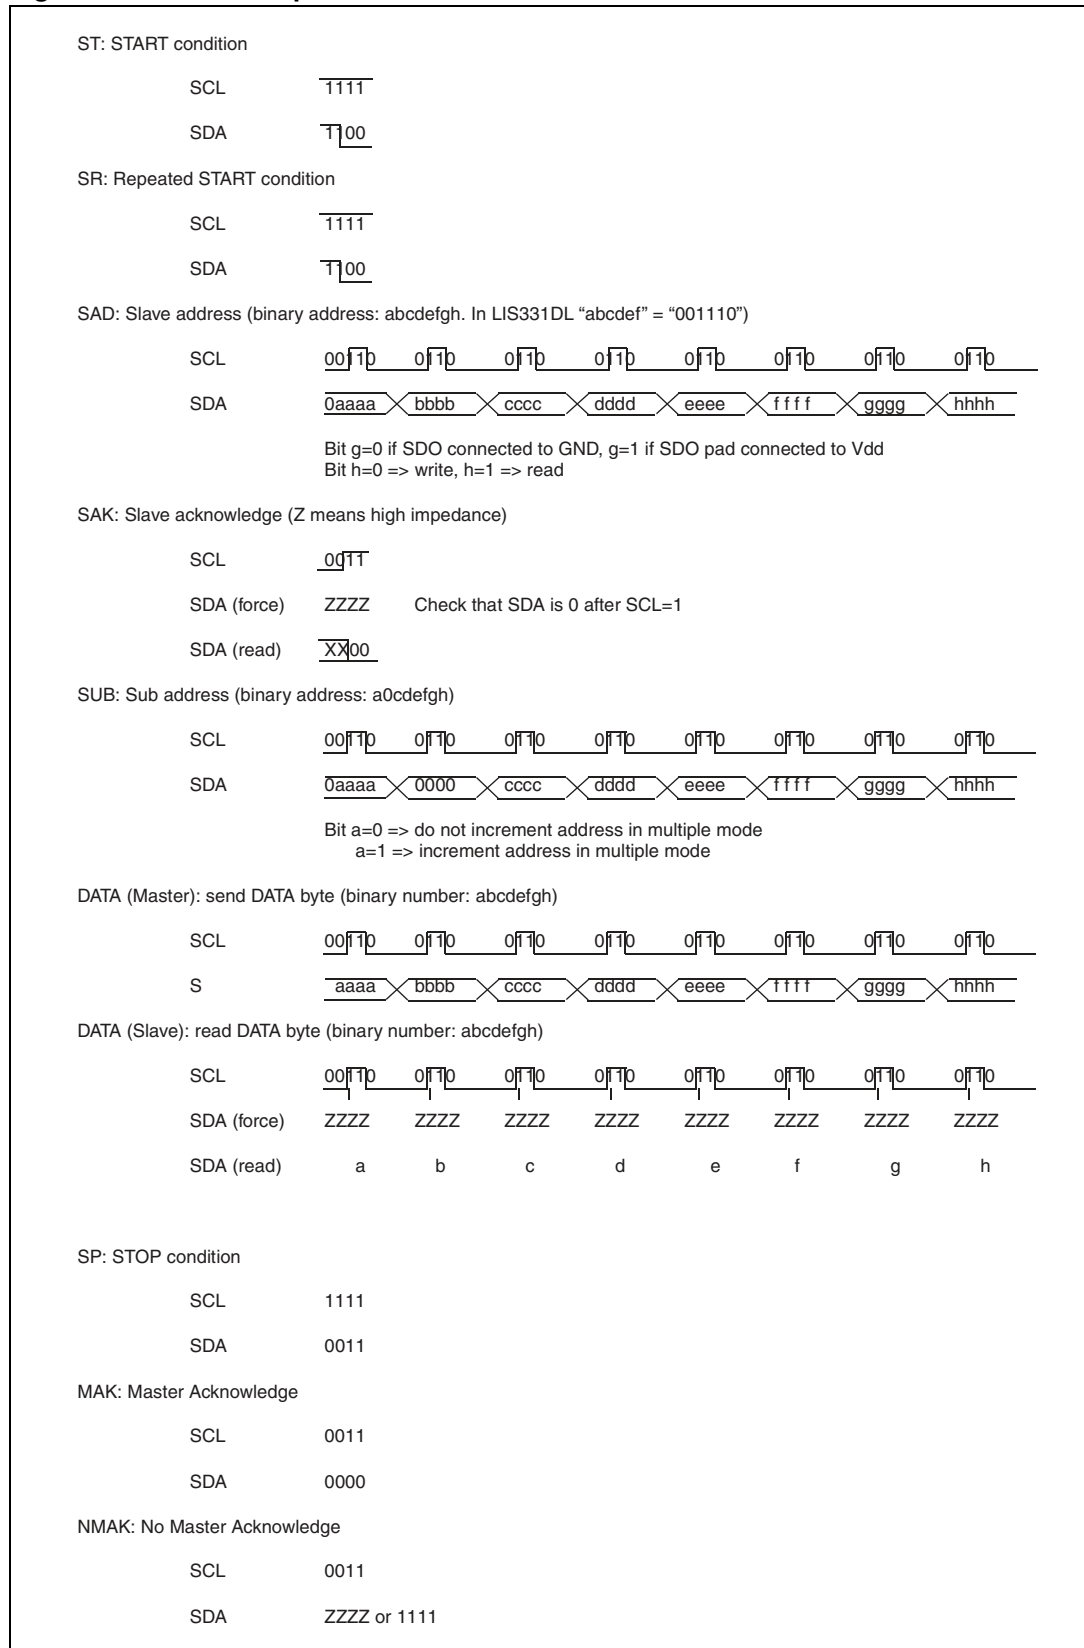 ST: START condition
SCL 1111
SDA 1100
SR: Repeated START condition
SCL 1111
SDA 1100
SAD: Slave address (binary address: abcdefgh. In LIS331DL “abcdef” = “001110”)
SCL 00110 0110 0110 0110 0110 0110 0110 0110
SDA 0aaaa bbbb cccc dddd eeee ffff gggg hhhh
Bit g=0 if SDO connected to GND, g=1 if SDO pad connected to Vdd
Bit h=0 => write, h=1 => read
SAK: Slave acknowledge (Z means high impedance)
SCL 0011
SDA (force) ZZZZ Check that SDA is 0 after SCL=1
SDA (read) XX00
SUB: Sub address (binary address: a0cdefgh)
SCL 00110 0110 0110 0110 0110 0110 0110 0110
SDA 0aaaa 0000 cccc dddd eeee ffff gggg hhhh
Bit a=0 => do not increment address in multiple mode
a=1 => increment address in multiple mode
DATA (Master): send DATA byte (binary number: abcdefgh)
SCL 00110 0110 0110 0110 0110 0110 0110 0110
S aaaa bbbb cccc dddd eeee ffff gggg hhhh
DATA (Slave): read DATA byte (binary number: abcdefgh)
SCL 00110 0110 0110 0110 0110 0110 0110 0110
SDA (force) ZZZZ ZZZZ ZZZZ ZZZZ ZZZZ ZZZZ ZZZZ ZZZZ
SDA (read) a b c d e f g h
SP: STOP condition
SCL 1111
SDA 0011
MAK: Master Acknowledge
SCL 0011
SDA 0000
NMAK: No Master Acknowledge
SCL 0011
SDA ZZZZ or 1111